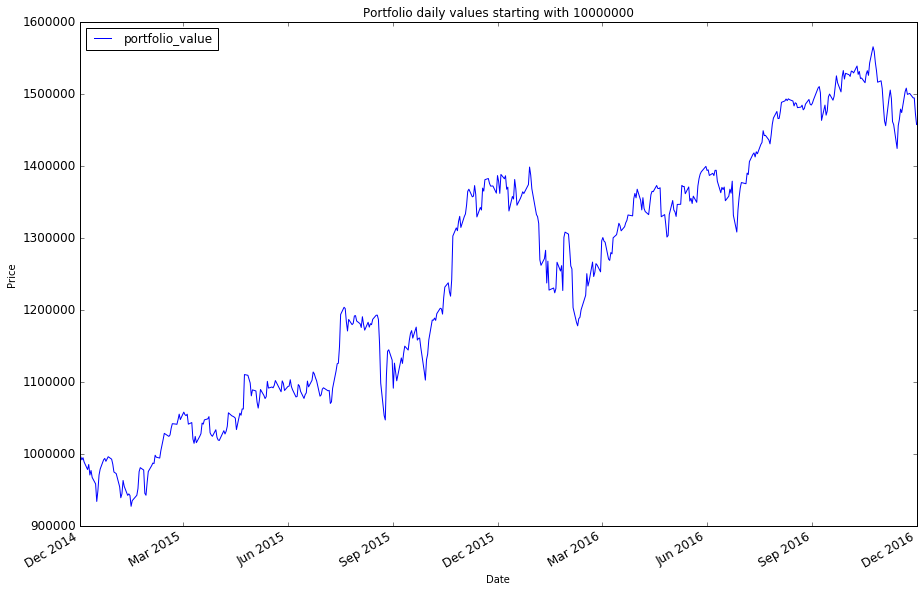 Portfolio daily values starting with 10000000
portfolio_value
1600000
1500000
1400000
1300000
1200000
1100000
1000000
900000
Price
Dec 2014
Mar 2015
Jun 2015
Sep 2015
Dec 2015
Mar 2016
Jun 2016
Sep 2016
Dec 2016
Date